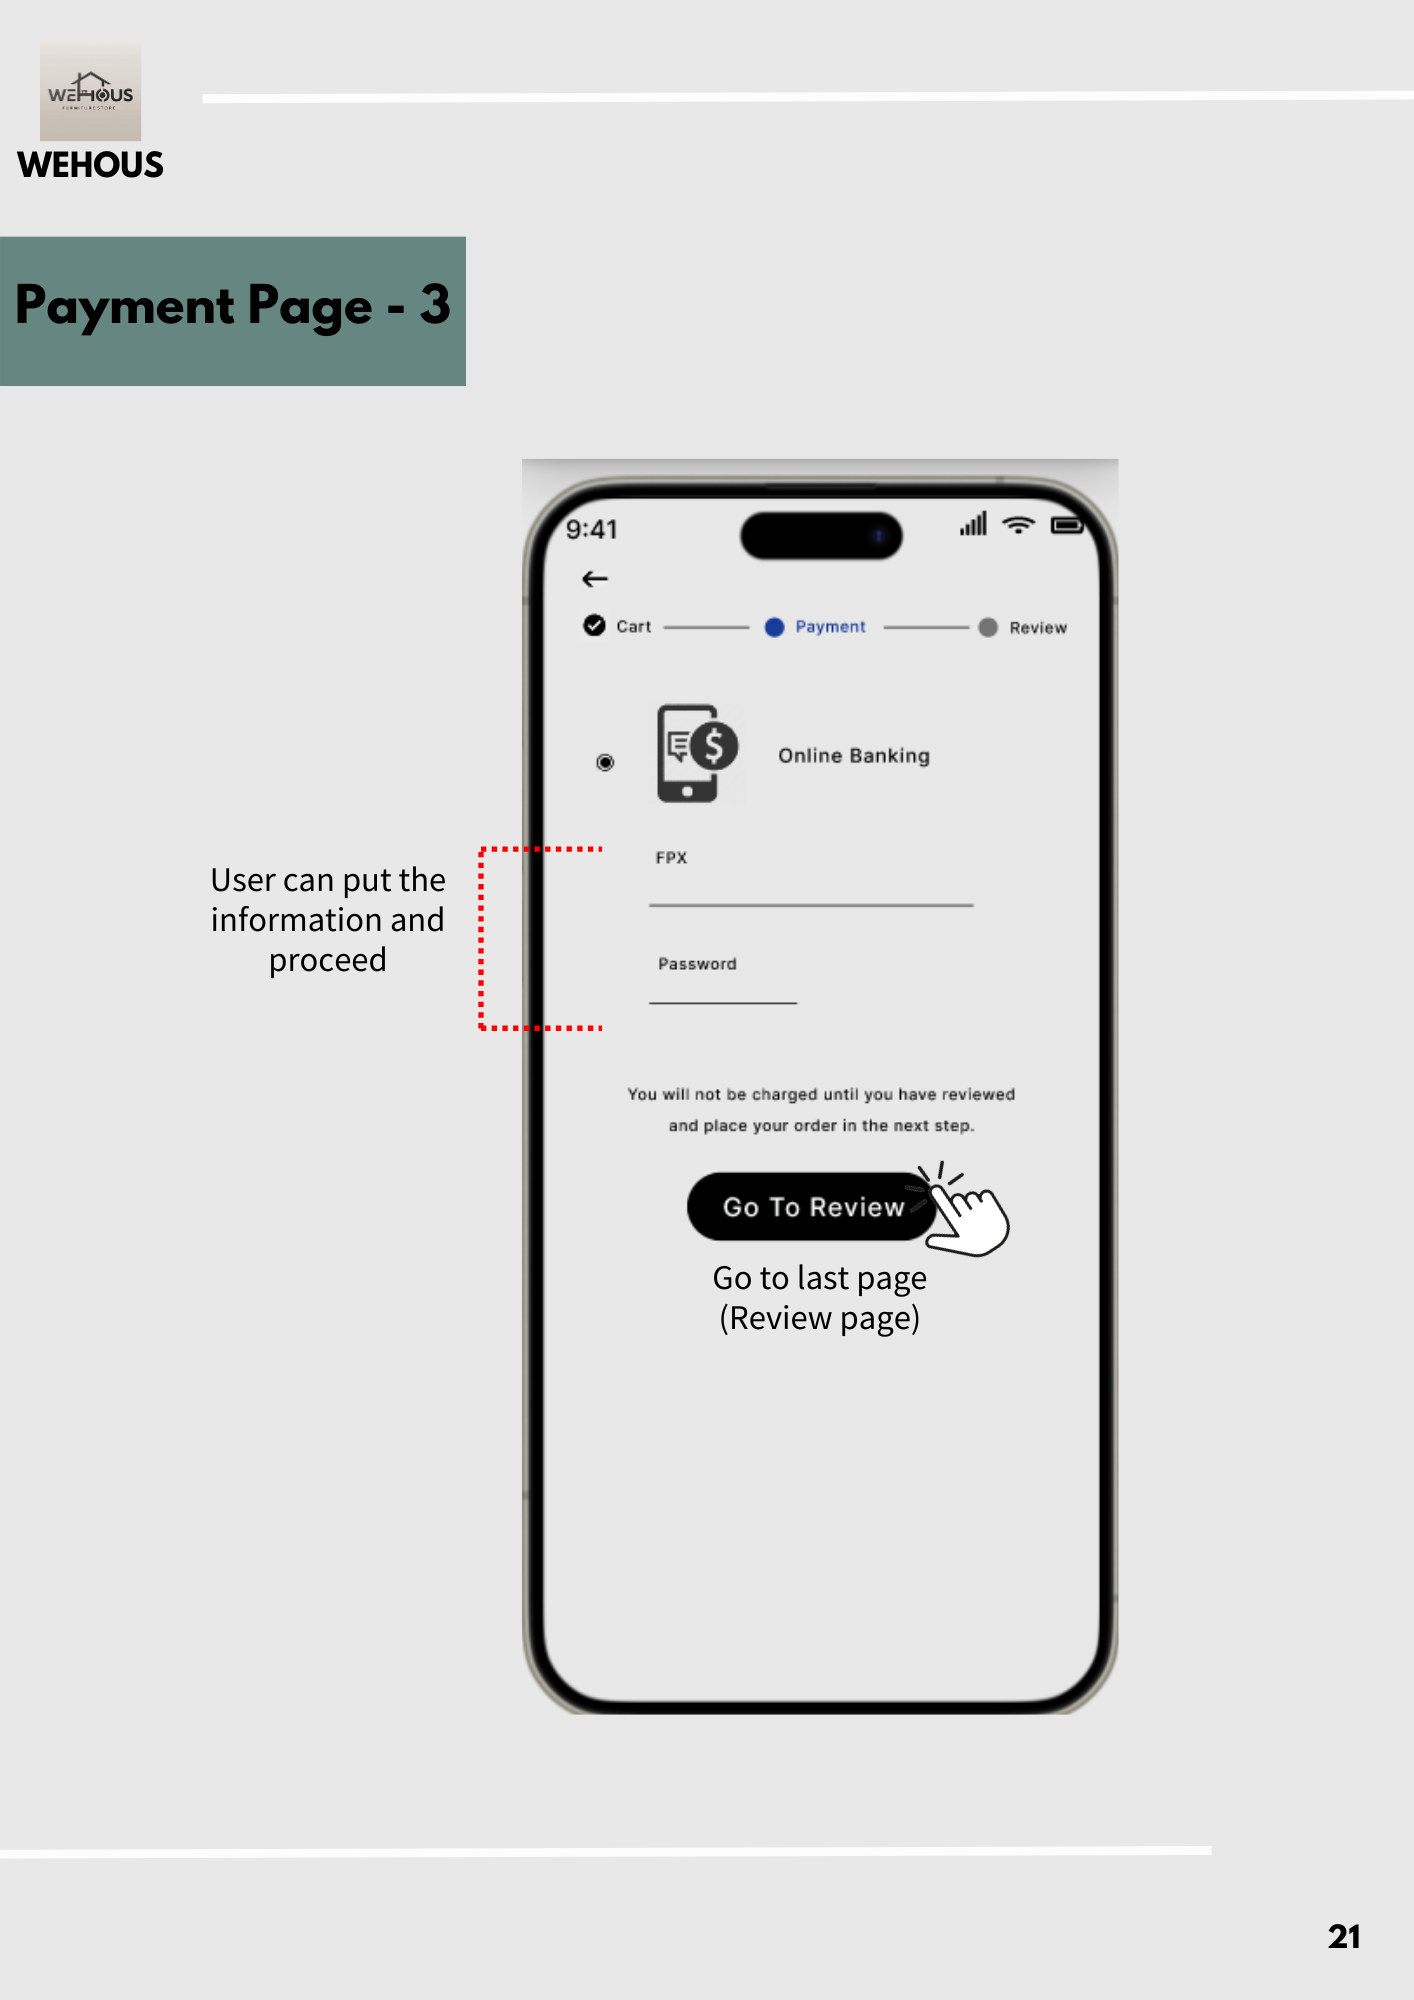 WEHOUS
FURNITURE STORE
WEHOUS
Payment Page - 3
9:41
Cart
Payment
Review
$
Online Banking
FPX
Password
User can put the
information and
proceed
You will not be charged until you have reviewed
and place your order in the next step.
Go To Review
Go to last page
(Review page)
21